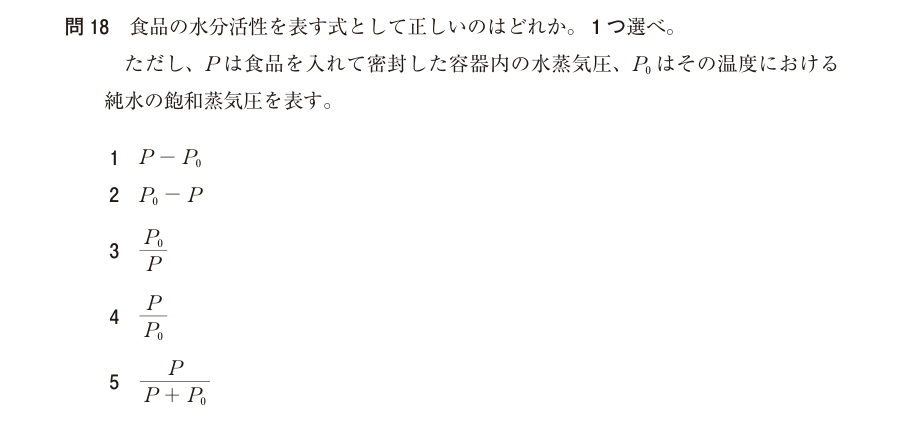 問 18 食品の水分活性を表す式として正しいのはどれか。1つ選べ。
ただし、Pは食品を入れて密封した容器内の水蒸気圧、P₀はその温度における
純水の飽和蒸気圧を表す。
1 P − P₀
2 P₀ − P
3 P₀/P
4 P/P₀
5 P/(P + P₀)